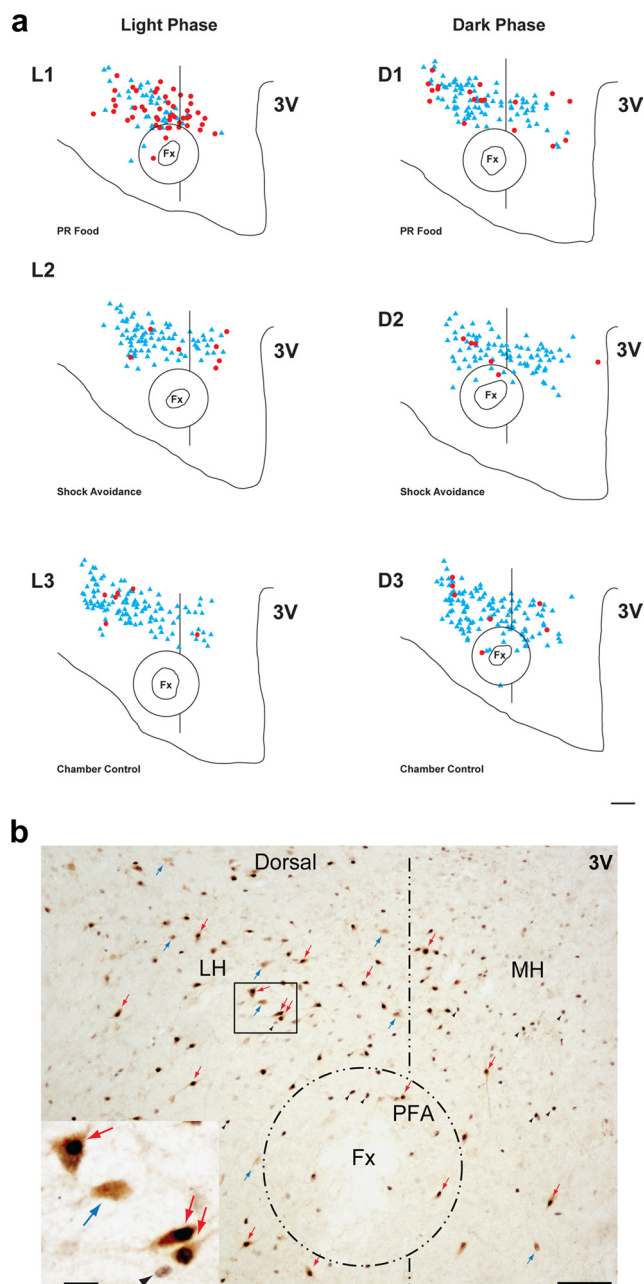 a
Light Phase Dark Phase
L1 D1
3V 3V
Fx Fx
PR Food PR Food
L2
D2
3V 3V
Fx Fx
Shock Avoidance Shock Avoidance
L3 D3
3V 3V
Fx Fx
Chamber Control Chamber Control
b
Dorsal 3V
LH MH
PFA
Fx